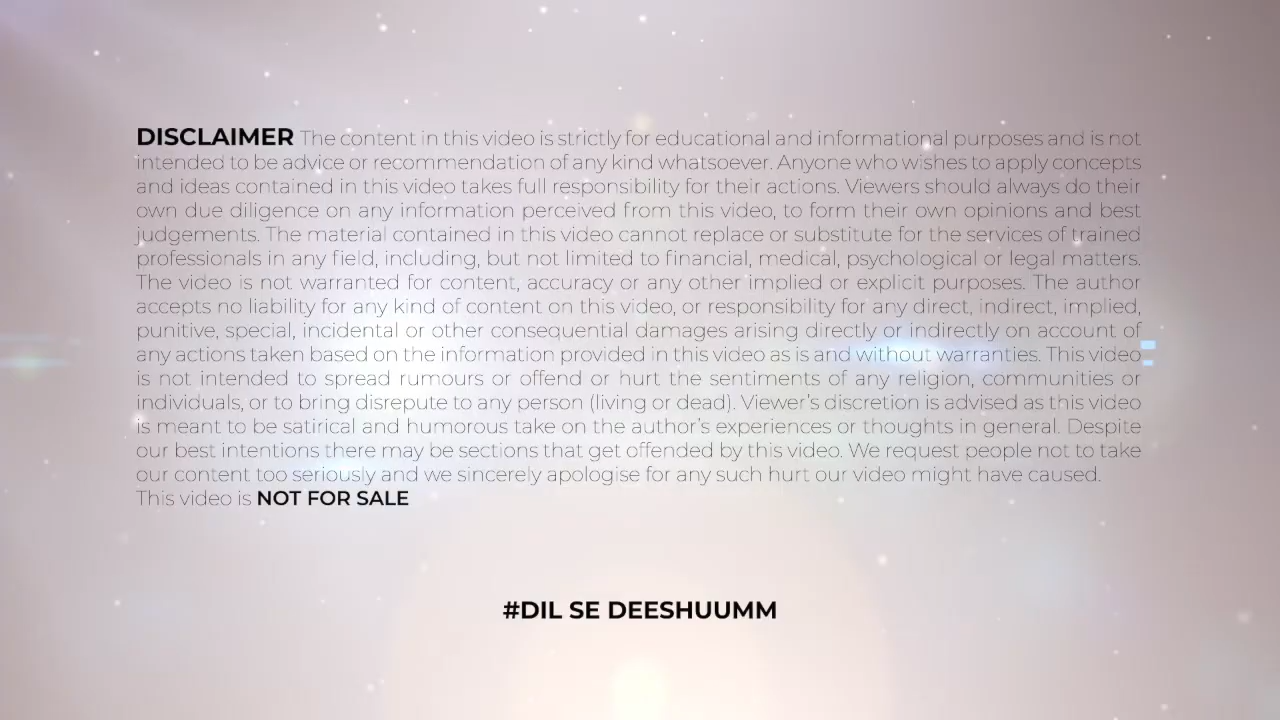 DISCLAIMER The content in this video is strictly for educational and informational purposes and is not
intended to be advice or recommendation of any kind whatsoever. Anyone who wishes to apply concepts
and ideas contained in this video takes full responsibility for their actions. Viewers should always do their
own due diligence on any information perceived from this video, to form their own opinions and best
judgements. The material contained in this video cannot replace or substitute for the services of trained
professionals in any field, including, but not limited to financial, medical, psychological or legal matters.
The video is not warranted for content, accuracy or any other implied or explicit purposes. The author
accepts no liability for any kind of content on this video, or responsibility for any direct, indirect, implied,
punitive, special, incidental or other consequential damages arising directly or indirectly on account of
any actions taken based on the information provided in this video as is and without warranties. This video
is not intended to spread rumours or offend or hurt the sentiments of any religion, communities or
individuals, or to bring disrepute to any person (living or dead). Viewer's discretion is advised as this video
is meant to be satirical and humorous take on the author's experiences or thoughts in general. Despite
our best intentions there may be sections that get offended by this video. We request people not to take
our content too seriously and we sincerely apologise for any such hurt our video might have caused.
This video is NOT FOR SALE
#DIL SE DEESHUUMM